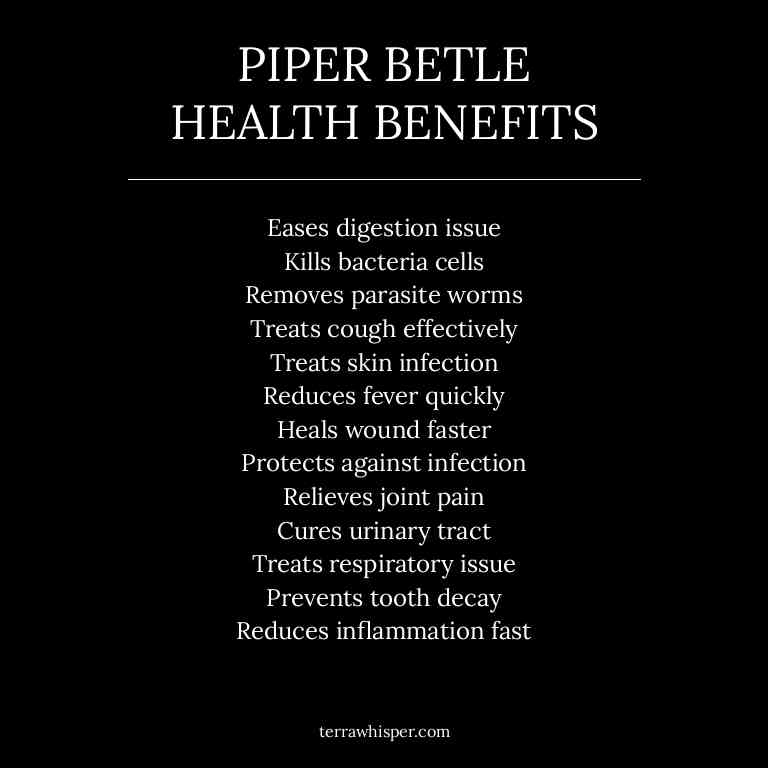 PIPER BETLE
HEALTH BENEFITS
Eases digestion issue
Kills bacteria cells
Removes parasite worms
Treats cough effectively
Treats skin infection
Reduces fever quickly
Heals wound faster
Protects against infection
Relieves joint pain
Cures urinary tract
Treats respiratory issue
Prevents tooth decay
Reduces inflammation fast
terrawhisper.com